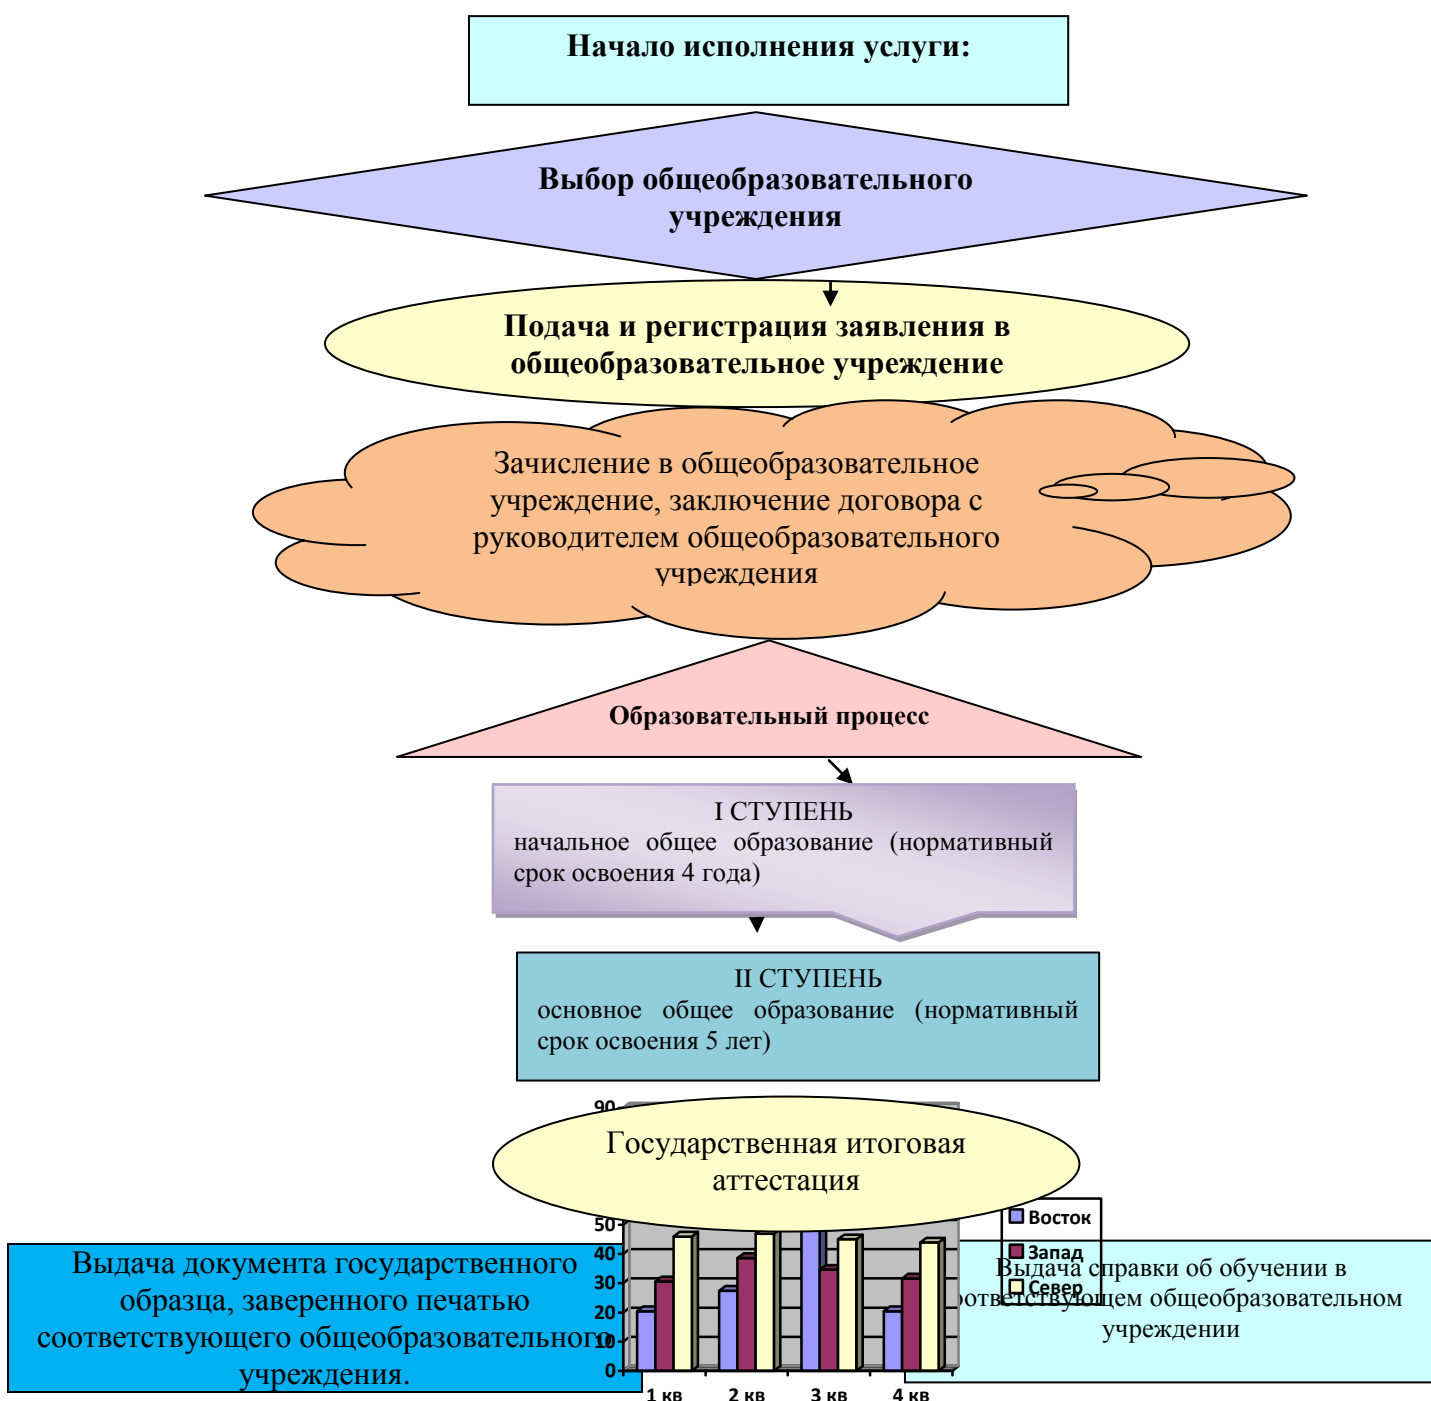 Начало исполнения услуги:
Выбор общеобразовательного
учреждения
Подача и регистрация заявления в
общеобразовательное учреждение
Зачисление в общеобразовательное
учреждение, заключение договора с
руководителем общеобразовательного
учреждения
Образовательный процесс
I СТУПЕНЬ
начальное общее образование (нормативный
срок освоения 4 года)
II СТУПЕНЬ
основное общее образование (нормативный
срок освоения 5 лет)
Государственная итоговая
аттестация
Выдача документа государственного
образца, заверенного печатью
соответствующего общеобразовательного
учреждения.
90
50
40
30
20
10
0
1 кв 2 кв 3 кв 4 кв
Восток
Запад
Север
Выдача справки об обучении в
оответствующем общеобразовательном
учреждении